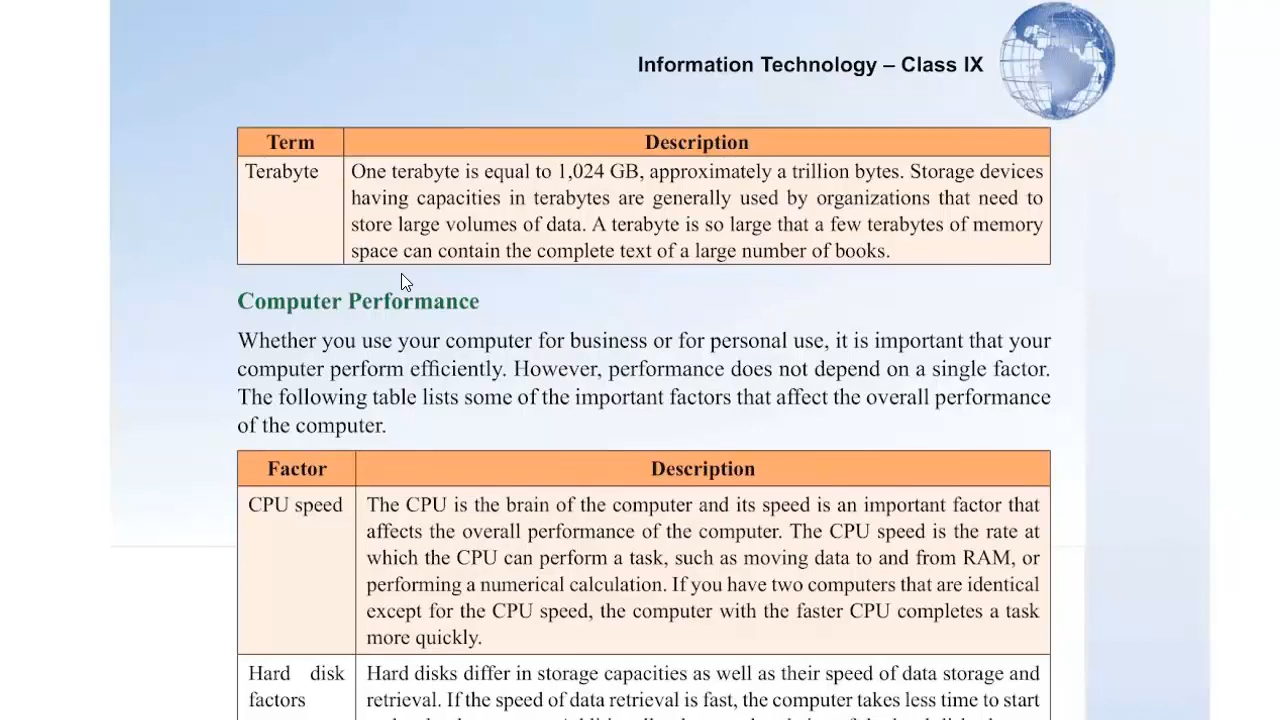 Information Technology – Class IX
Term Description
Terabyte One terabyte is equal to 1,024 GB, approximately a trillion bytes. Storage devices
having capacities in terabytes are generally used by organizations that need to
store large volumes of data. A terabyte is so large that a few terabytes of memory
space can contain the complete text of a large number of books.
Computer Performance
Whether you use your computer for business or for personal use, it is important that your
computer perform efficiently. However, performance does not depend on a single factor.
The following table lists some of the important factors that affect the overall performance
of the computer.
Factor Description
CPU speed The CPU is the brain of the computer and its speed is an important factor that
affects the overall performance of the computer. The CPU speed is the rate at
which the CPU can perform a task, such as moving data to and from RAM, or
performing a numerical calculation. If you have two computers that are identical
except for the CPU speed, the computer with the faster CPU completes a task
more quickly.
Hard disk Hard disks differ in storage capacities as well as their speed of data storage and
factors retrieval. If the speed of data retrieval is fast, the computer takes less time to start